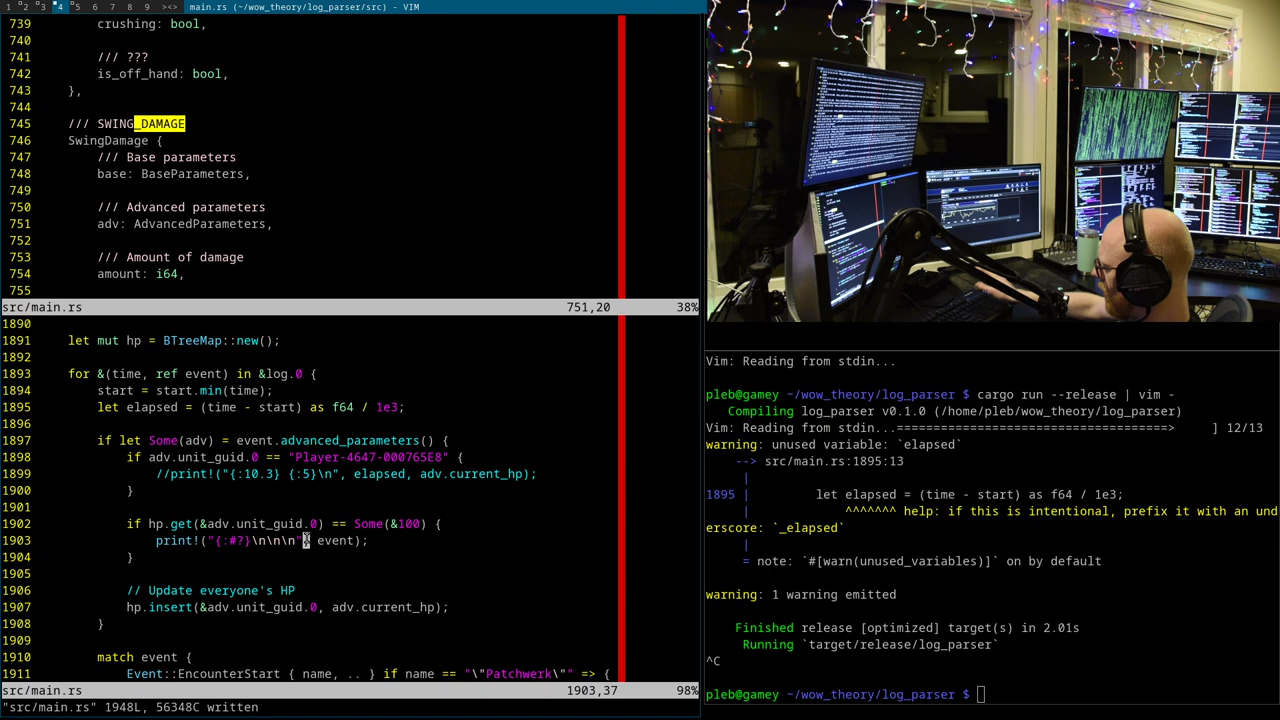 1 2 3 4 5 6 7 8 9 ><> main.rs (~/wow_theory/log_parser/src) - VIM
739         crushing: bool,
740
741         /// ???
742         is_off_hand: bool,
743     },
744
745     /// SWING_DAMAGE
746     SwingDamage {
747         /// Base parameters
748         base: BaseParameters,
749
750         /// Advanced parameters
751         adv: AdvancedParameters,
752
753         /// Amount of damage
754         amount: i64,
755
src/main.rs 751,20 38%
1890
1891     let mut hp = BTreeMap::new();
1892
1893     for &(time, ref event) in &log.0 {
1894         start = start.min(time);
1895         let elapsed = (time - start) as f64 / 1e3;
1896
1897         if let Some(adv) = event.advanced_parameters() {
1898             if adv.unit_guid.0 == "Player-4647-000765E8" {
1899                 //print!("{:10.3} {:5}\n", elapsed, adv.current_hp);
1900             }
1901
1902             if hp.get(&adv.unit_guid.0) == Some(&100) {
1903                 print!("{:#?}\n\n\n", event);
1904             }
1905
1906             // Update everyone's HP
1907             hp.insert(&adv.unit_guid.0, adv.current_hp);
1908         }
1909
1910         match event {
1911             Event::EncounterStart { name, .. } if name == "\"Patchwerk\"" => {
src/main.rs 1903,37 98%
"src/main.rs" 1948L, 56348C written
Vim: Reading from stdin...
pleb@gamey ~/wow_theory/log_parser $ cargo run --release | vim -
Compiling log_parser v0.1.0 (/home/pleb/wow_theory/log_parser)
Vim: Reading from stdin...===================================>     ] 12/13
warning: unused variable: `elapsed`
--> src/main.rs:1895:13
|
1895 |         let elapsed = (time - start) as f64 / 1e3;
|             ^^^^^^^ help: if this is intentional, prefix it with an und
erscore: `_elapsed`
|
= note: `#[warn(unused_variables)]` on by default
warning: 1 warning emitted
Finished release [optimized] target(s) in 2.01s
Running `target/release/log_parser`
^C
pleb@gamey ~/wow_theory/log_parser $